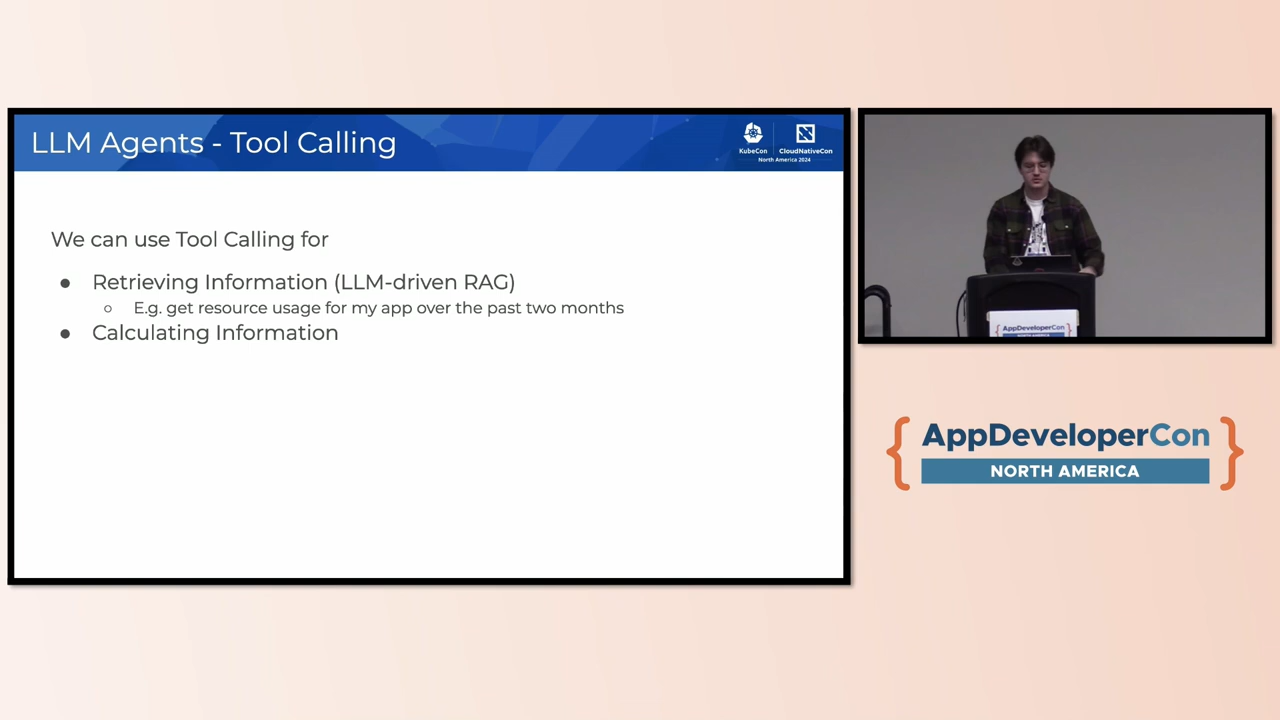 LLM Agents - Tool Calling
KubeCon
CloudNativeCon
North America 2024
We can use Tool Calling for
● Retrieving Information (LLM-driven RAG)
○ E.g. get resource usage for my app over the past two months
● Calculating Information
AppDeveloperCon
{ AppDeveloperCon }
NORTH AMERICA